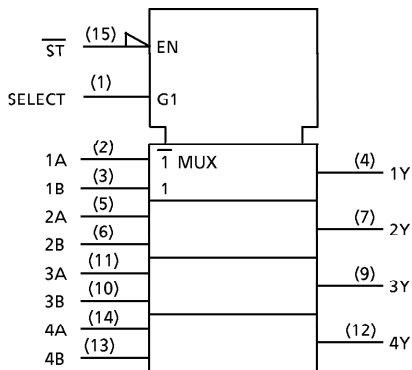 S̅T̅ (15) EN
SELECT (1) G1
1A (2) 1̅ MUX (4) 1Y
1B (3) 1
2A (5) (7) 2Y
2B (6)
3A (11) (9) 3Y
3B (10)
4A (14) (12) 4Y
4B (13)